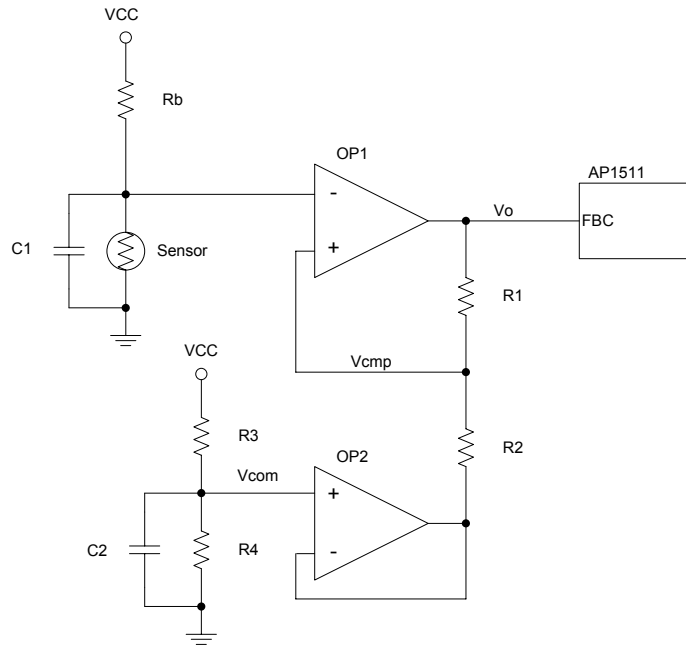 VCC
Rb
OP1
-
+
C1
Sensor
Vo
AP1511
FBC
R1
Vcmp
VCC
R3
R2
OP2
Vcom
+
-
C2
R4